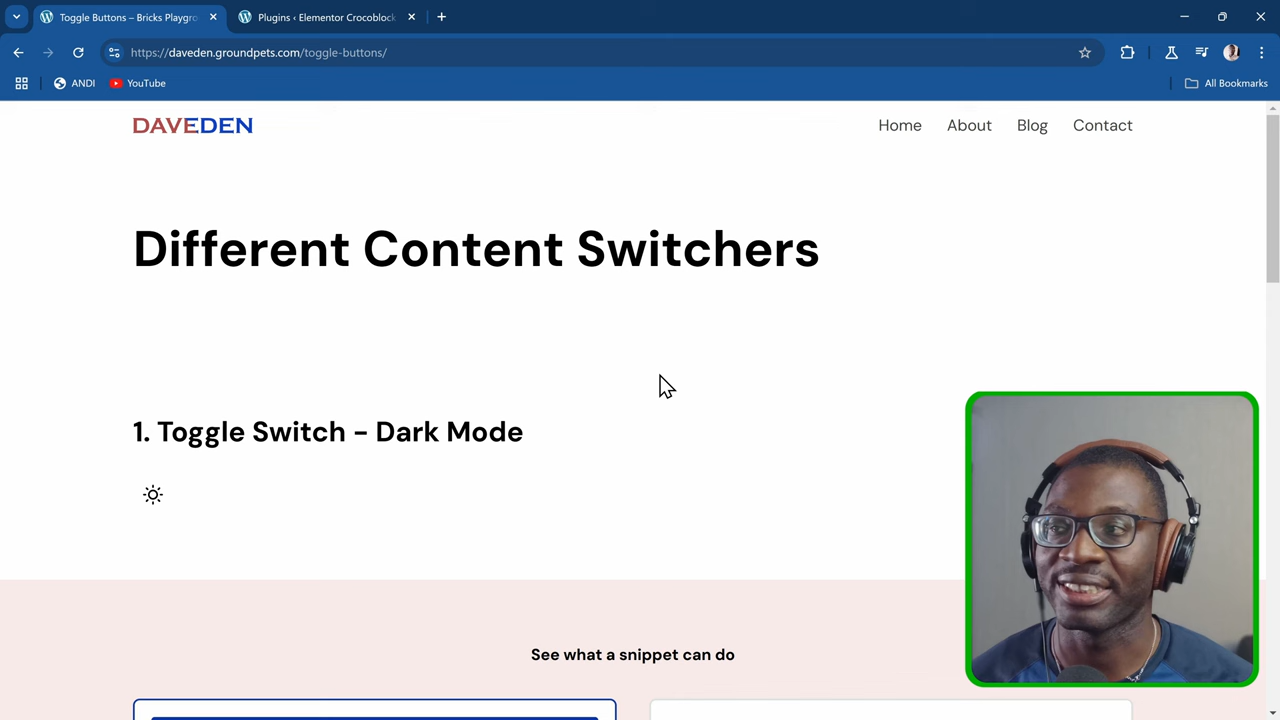 Toggle Buttons – Bricks Playgro
Plugins ‹ Elementor Crocoblock
https://daveden.groundpets.com/toggle-buttons/
ANDI
YouTube
All Bookmarks
DAVEDEN
Home
About
Blog
Contact
Different Content Switchers
1. Toggle Switch – Dark Mode
See what a snippet can do